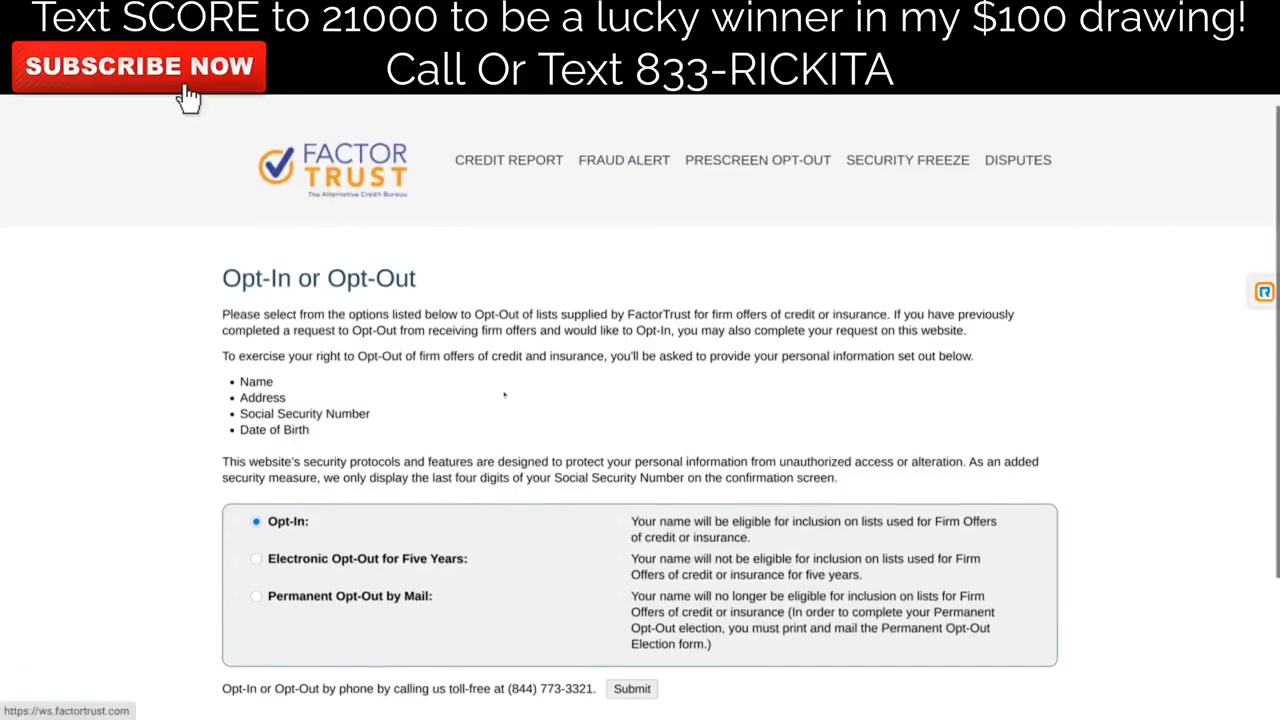 Text SCORE to 21000 to be a lucky winner in my $100 drawing!
SUBSCRIBE NOW
Call Or Text 833-RICKITA
FACTOR
TRUST
The Alternative Credit Bureau
CREDIT REPORT FRAUD ALERT PRESCREEN OPT-OUT SECURITY FREEZE DISPUTES
Opt-In or Opt-Out
Please select from the options listed below to Opt-Out of lists supplied by FactorTrust for firm offers of credit or insurance. If you have previously
completed a request to Opt-Out from receiving firm offers and would like to Opt-In, you may also complete your request on this website.
To exercise your right to Opt-Out of firm offers of credit and insurance, you'll be asked to provide your personal information set out below.
• Name
• Address
• Social Security Number
• Date of Birth
This website's security protocols and features are designed to protect your personal information from unauthorized access or alteration. As an added
security measure, we only display the last four digits of your Social Security Number on the confirmation screen.
Opt-In: Your name will be eligible for inclusion on lists used for Firm Offers
of credit or insurance.
Electronic Opt-Out for Five Years: Your name will not be eligible for inclusion on lists used for Firm
Offers of credit or insurance for five years.
Permanent Opt-Out by Mail: Your name will no longer be eligible for inclusion on lists for Firm
Offers of credit or insurance (In order to complete your Permanent
Opt-Out election, you must print and mail the Permanent Opt-Out
Election form.)
Opt-In or Opt-Out by phone by calling us toll-free at (844) 773-3321. Submit
https://ws.factortrust.com